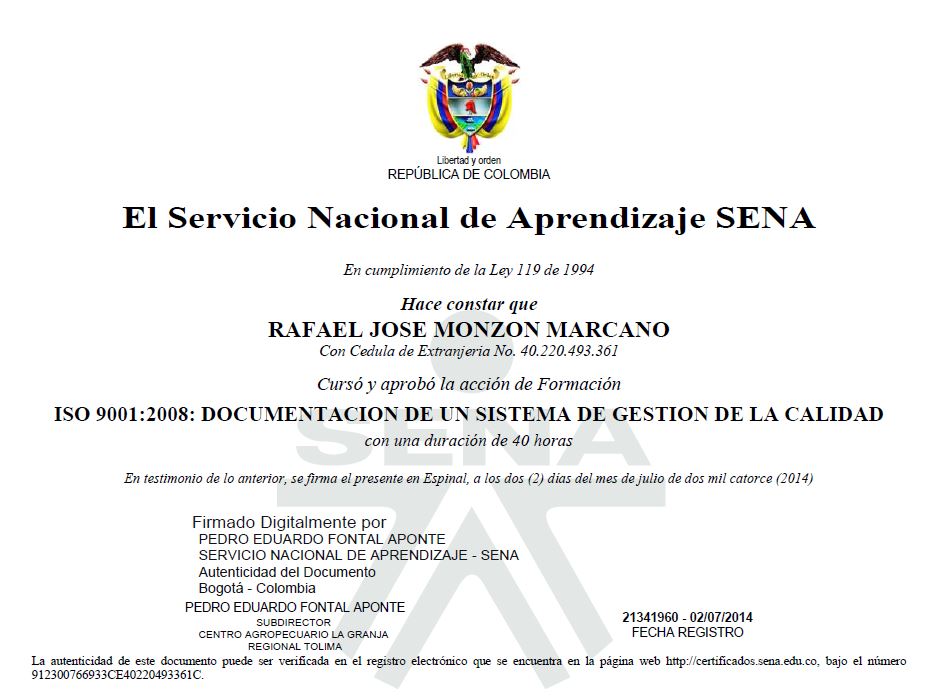 Libertad y orden
REPÚBLICA DE COLOMBIA
El Servicio Nacional de Aprendizaje SENA
En cumplimiento de la Ley 119 de 1994
Hace constar que
RAFAEL JOSE MONZON MARCANO
Con Cedula de Extranjeria No. 40.220.493.361
Cursó y aprobó la acción de Formación
ISO 9001:2008: DOCUMENTACION DE UN SISTEMA DE GESTION DE LA CALIDAD
con una duración de 40 horas
SENA
En testimonio de lo anterior, se firma el presente en Espinal, a los dos (2) días del mes de julio de dos mil catorce (2014)
Firmado Digitalmente por
PEDRO EDUARDO FONTAL APONTE
SERVICIO NACIONAL DE APRENDIZAJE - SENA
Autenticidad del Documento
Bogotá - Colombia
PEDRO EDUARDO FONTAL APONTE
SUBDIRECTOR
CENTRO AGROPECUARIO LA GRANJA
REGIONAL TOLIMA
21341960 - 02/07/2014
FECHA REGISTRO
La autenticidad de este documento puede ser verificada en el registro electrónico que se encuentra en la página web http://certificados.sena.edu.co, bajo el número
912300766933CE40220493361C.